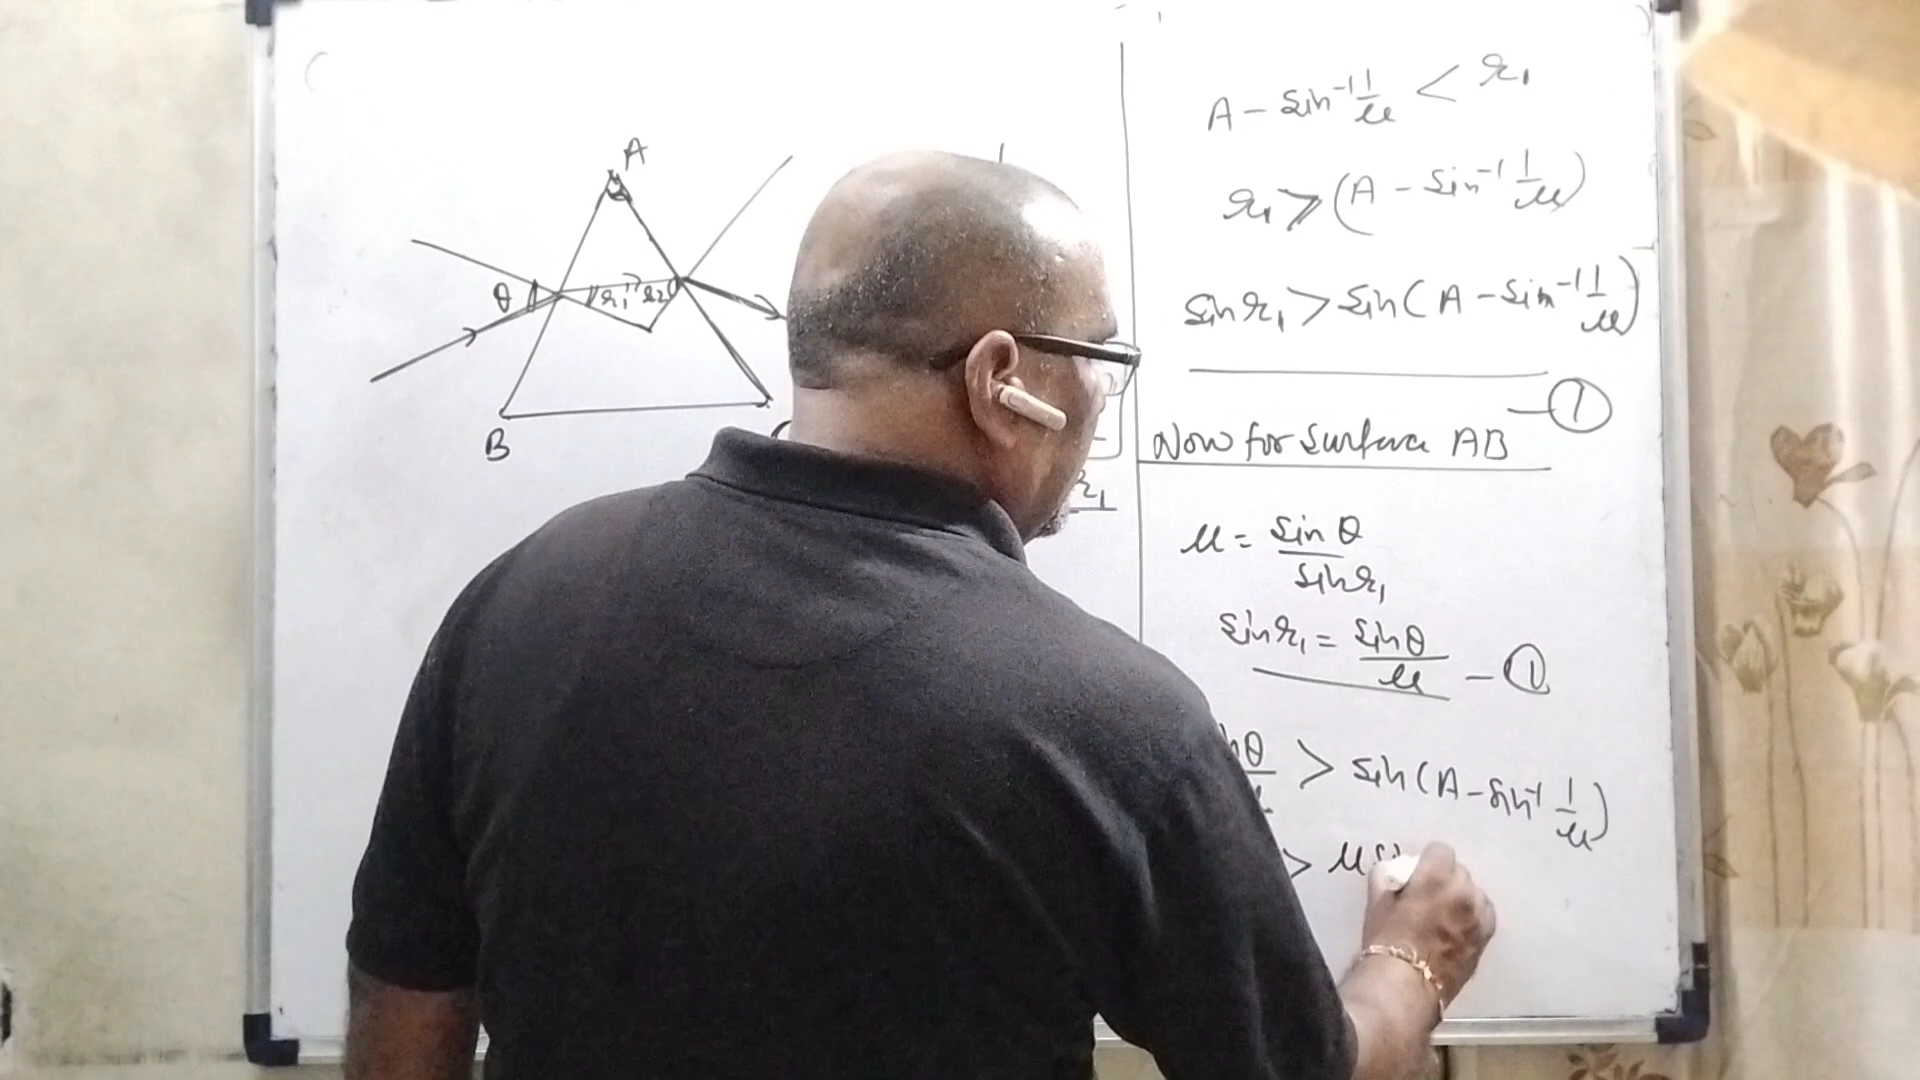 A
θ
r₁ r₂
B
r₁
A - sin⁻¹ 1/μ < r₁
r₁ > (A - sin⁻¹ 1/μ)
sin r₁ > sin(A - sin⁻¹ 1/μ)
— ①
Now for surface AB
μ = sin θ / sin r₁
sin r₁ = sin θ / μ — ①
θ > sin(A - sin⁻¹ 1/μ)
> μ